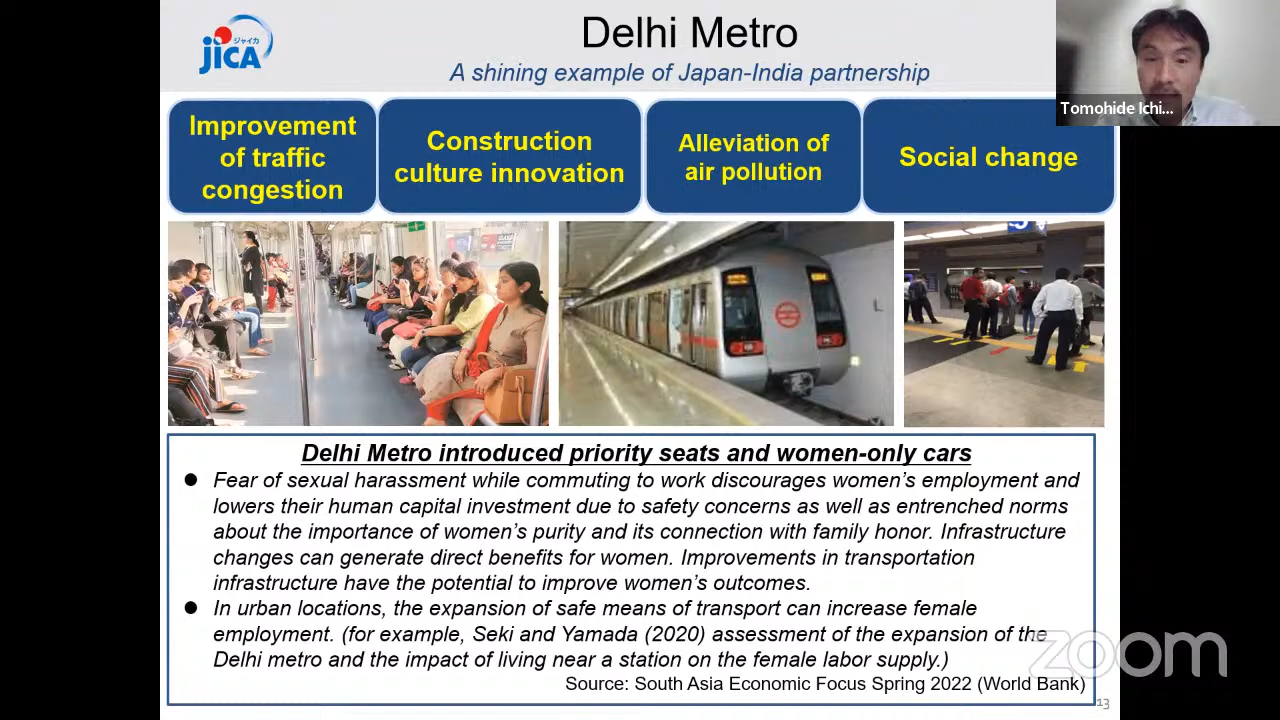 Delhi Metro
A shining example of Japan-India partnership
ジャイカ
JICA
Tomohide Ichi...
Improvement
of traffic
congestion
Construction
culture innovation
Alleviation of
air pollution
Social change
Delhi Metro introduced priority seats and women-only cars
● Fear of sexual harassment while commuting to work discourages women's employment and
lowers their human capital investment due to safety concerns as well as entrenched norms
about the importance of women's purity and its connection with family honor. Infrastructure
changes can generate direct benefits for women. Improvements in transportation
infrastructure have the potential to improve women's outcomes.
● In urban locations, the expansion of safe means of transport can increase female
employment. (for example, Seki and Yamada (2020) assessment of the expansion of the
Delhi metro and the impact of living near a station on the female labor supply.)
Source: South Asia Economic Focus Spring 2022 (World Bank)
zoom
13